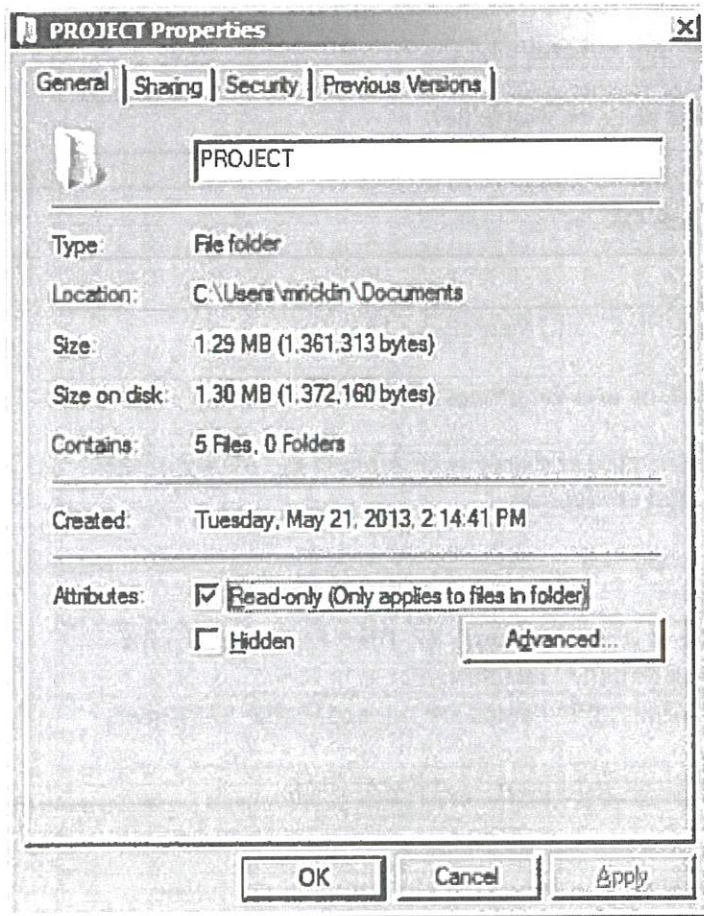 PROJECT Properties
General Sharing Security Previous Versions
PROJECT
Type: File folder
Location: C:\Users\mricklin\Documents
Size: 1.29 MB (1,361,313 bytes)
Size on disk: 1.30 MB (1,372,160 bytes)
Contains: 5 Files, 0 Folders
Created: Tuesday, May 21, 2013, 2:14:41 PM
Attributes: Read-only (Only applies to files in folder)
Hidden Advanced...
OK Cancel Apply